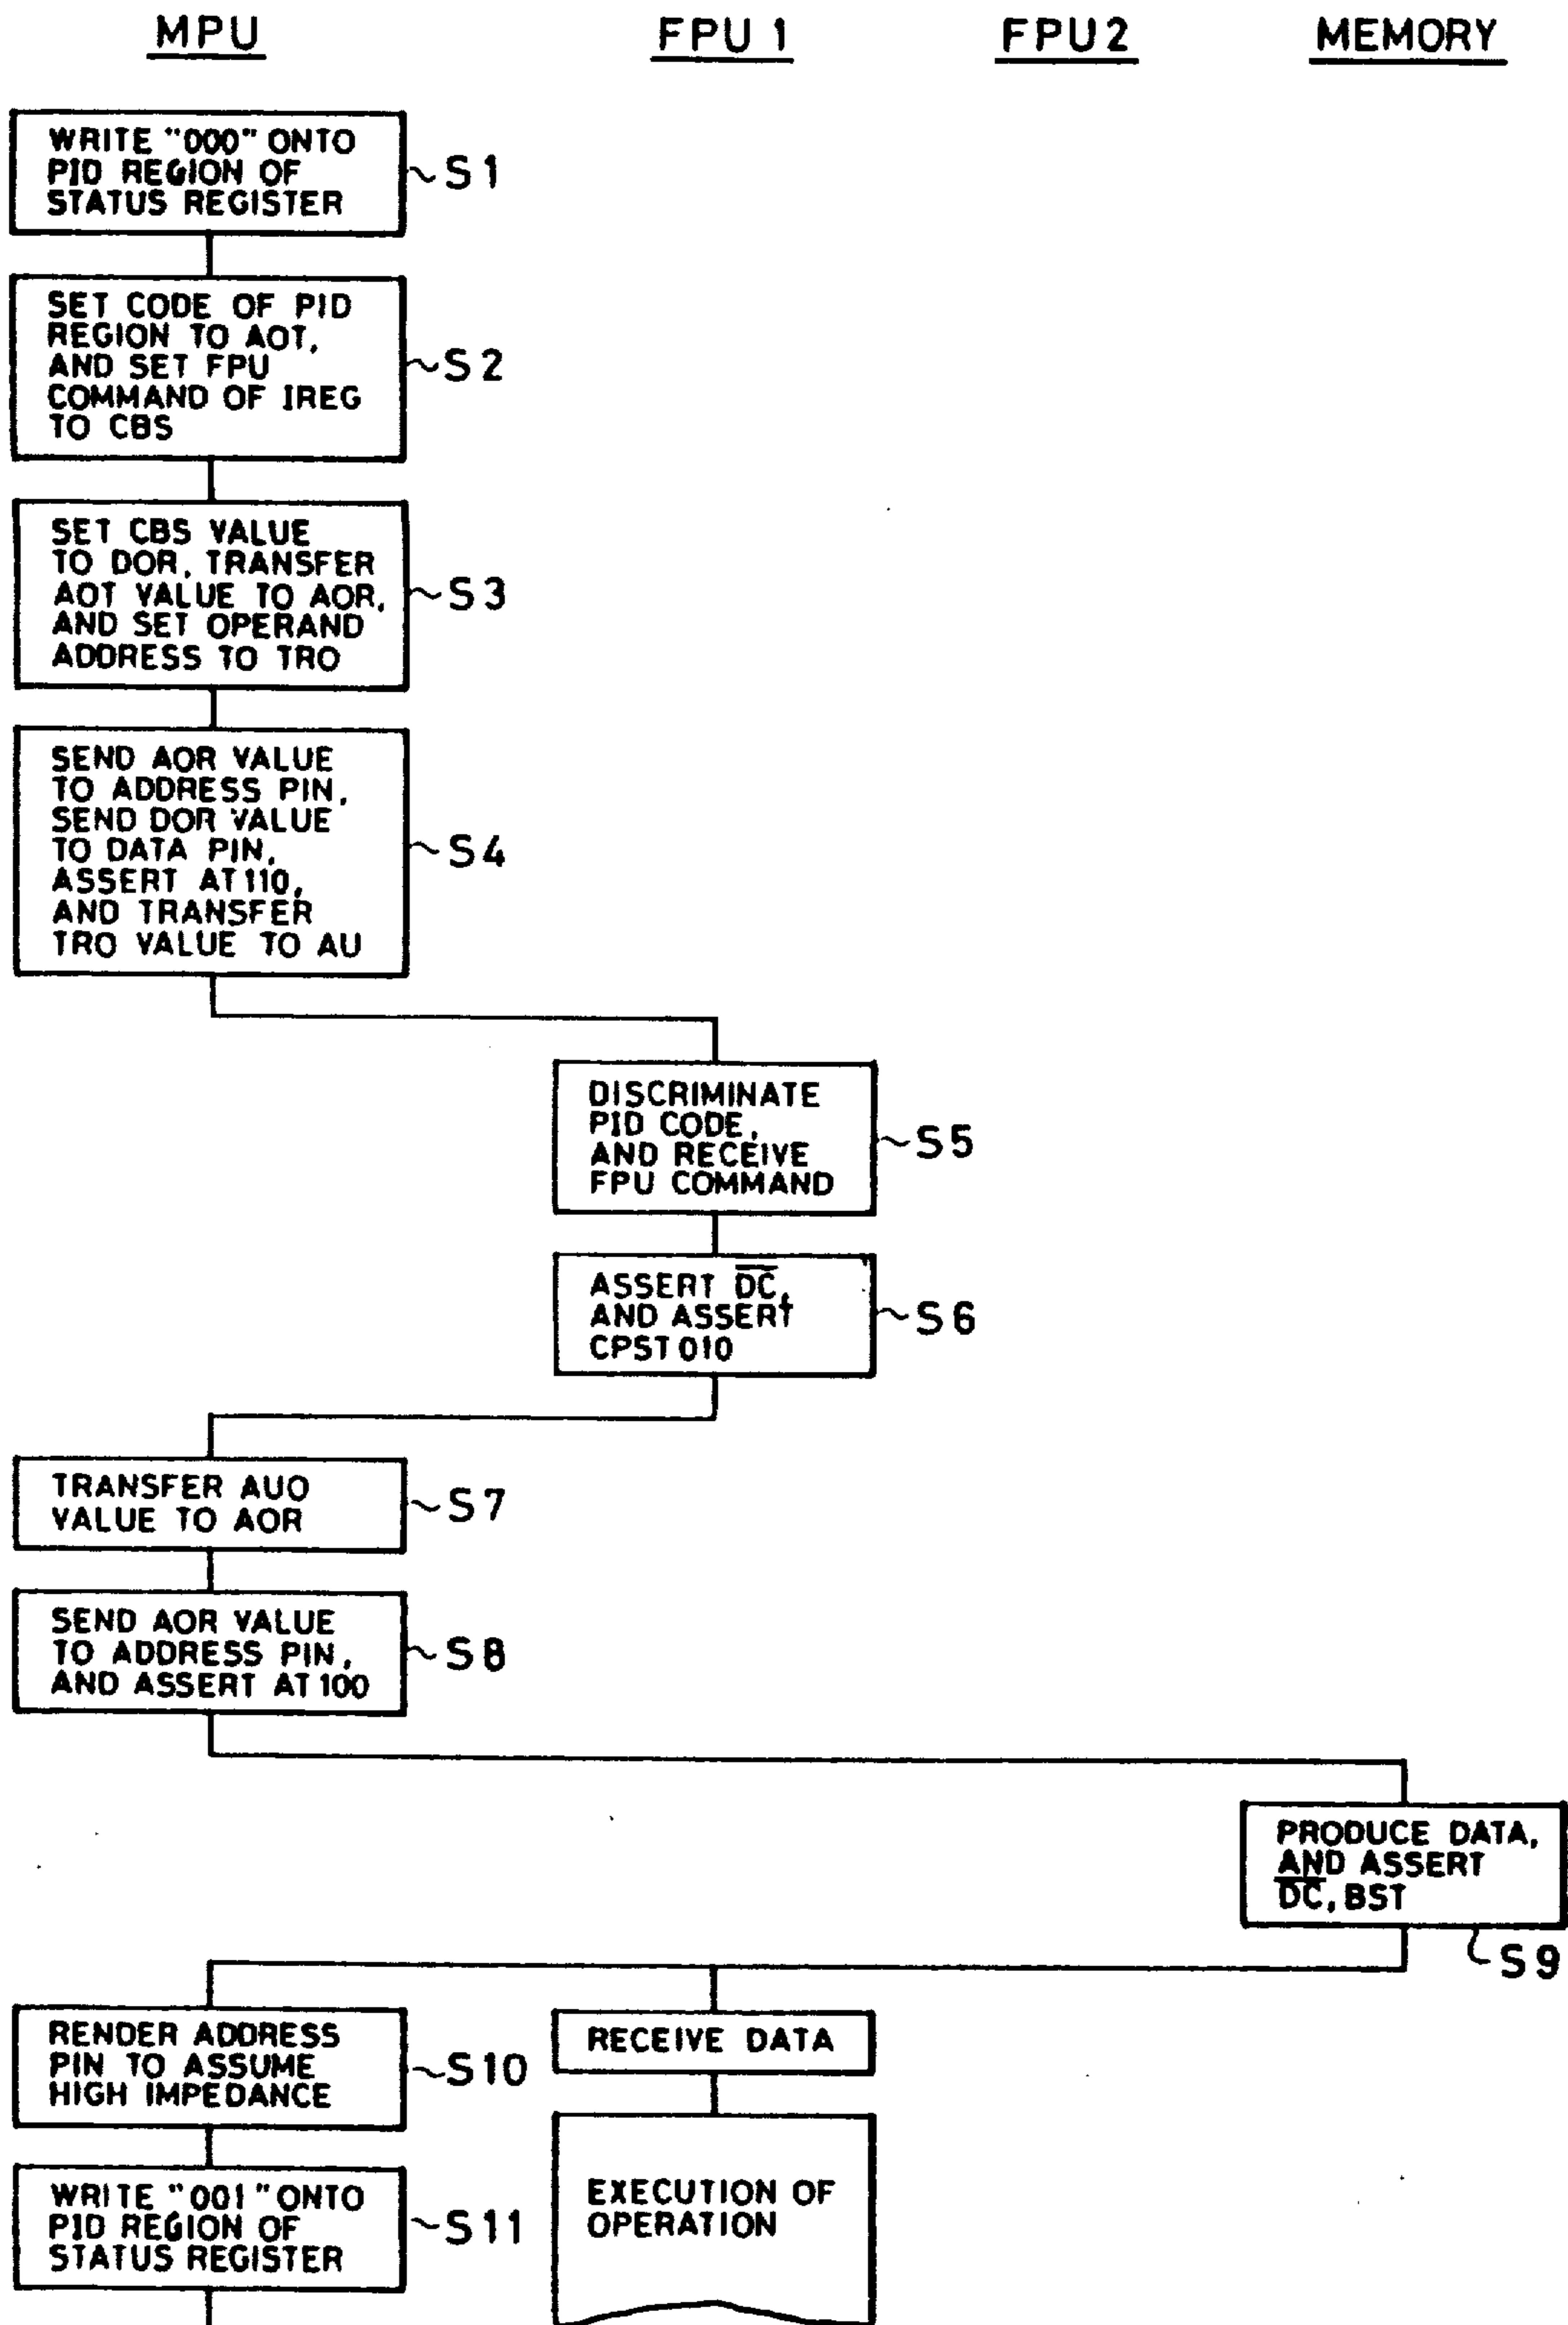 MPU
FPU 1
FPU2
MEMORY
WRITE "000" ONTO
PID REGION OF
STATUS REGISTER
S1
SET CODE OF PID
REGION TO AOT,
AND SET FPU
COMMAND OF IREG
TO CBS
S2
SET CBS VALUE
TO DOR, TRANSFER
AOT VALUE TO AOR,
AND SET OPERAND
ADDRESS TO TRO
S3
SEND AOR VALUE
TO ADDRESS PIN,
SEND DOR VALUE
TO DATA PIN,
ASSERT AT 110,
AND TRANSFER
TRO VALUE TO AU
S4
DISCRIMINATE
PID CODE,
AND RECEIVE
FPU COMMAND
S5
ASSERT D̅C̅,
AND ASSERT
CPST 010
S6
TRANSFER AUO
VALUE TO AOR
S7
SEND AOR VALUE
TO ADDRESS PIN,
AND ASSERT AT 100
S8
PRODUCE DATA,
AND ASSERT
D̅C̅, BST
S9
RENDER ADDRESS
PIN TO ASSUME
HIGH IMPEDANCE
S10
RECEIVE DATA
WRITE "001" ONTO
PID REGION OF
STATUS REGISTER
S11
EXECUTION OF
OPERATION